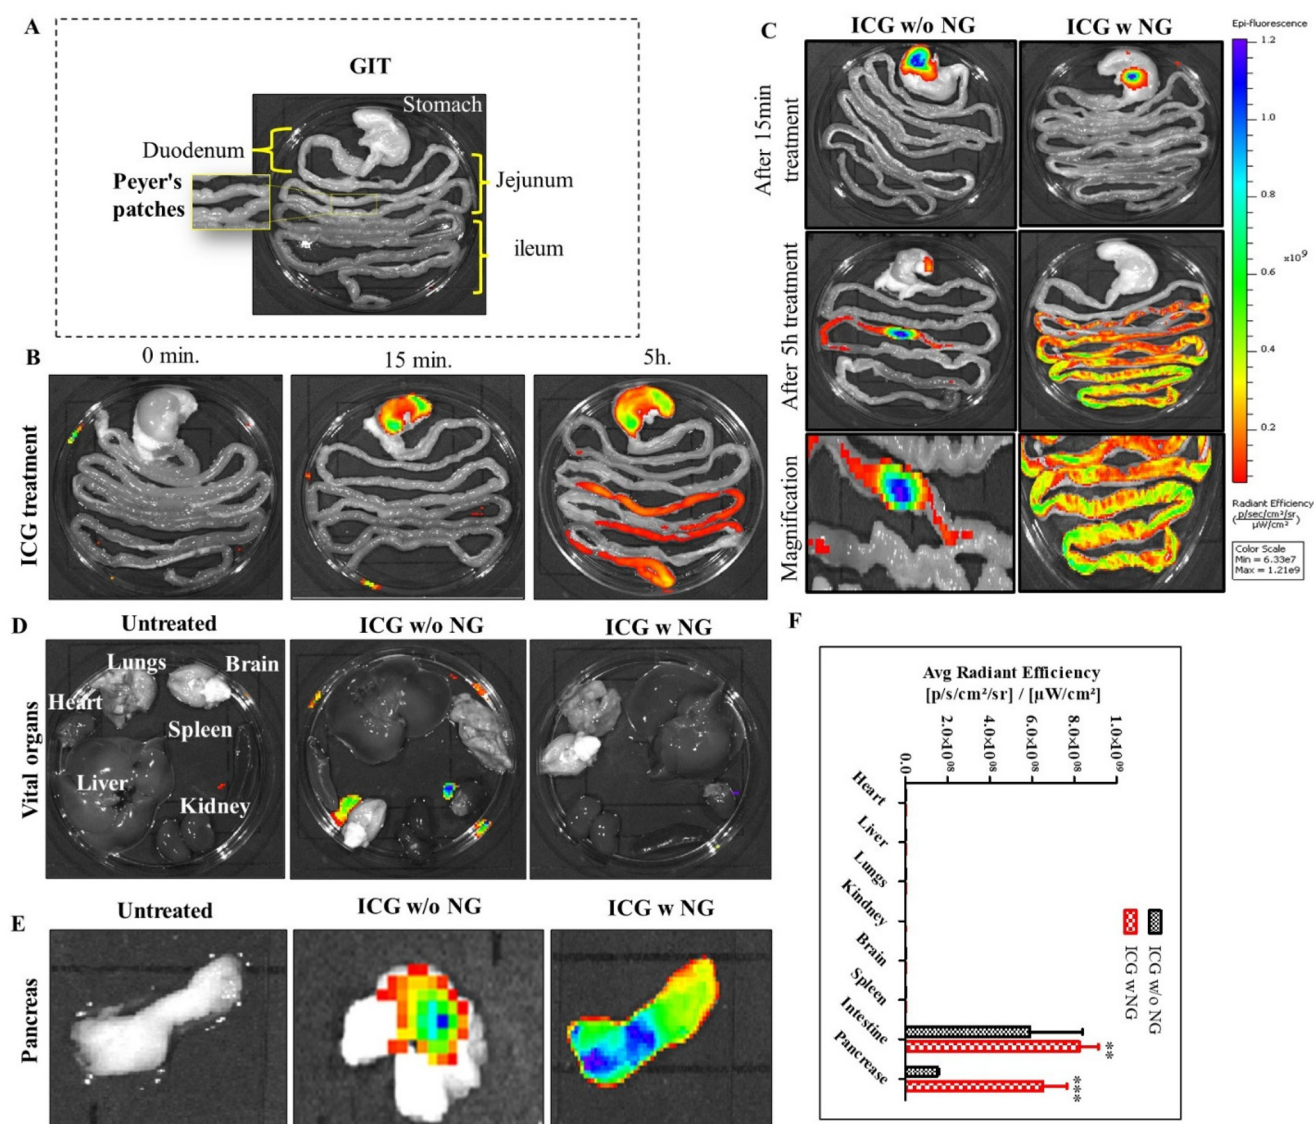 A
GIT
Stomach
Duodenum
Peyer's
patches
Jejunum
ileum
B
0 min.
15 min.
5h.
ICG treatment
C
ICG w/o NG
ICG w NG
After 15min
treatment
After 5h treatment
Magnification
Epi-fluorescence
1.2
1.0
0.8
x10⁹
0.6
0.4
0.2
Radiant Efficiency
(p/sec/cm²/sr
µW/cm²)
Color Scale
Min = 6.33e7
Max = 1.21e9
D
Untreated
ICG w/o NG
ICG w NG
Vital organs
Lungs
Brain
Heart
Spleen
Liver
Kidney
E
Untreated
ICG w/o NG
ICG w NG
Pancreas
F
Avg Radiant Efficiency
[p/s/cm²/sr] / [µW/cm²]
0.0
2.0×10⁰⁸
4.0×10⁰⁸
6.0×10⁰⁸
8.0×10⁰⁸
1.0×10⁰⁹
Heart
Liver
Lungs
Kindney
Brain
Spleen
Intestine
Pancrease
ICG w/o NG
ICG w NG
**
***